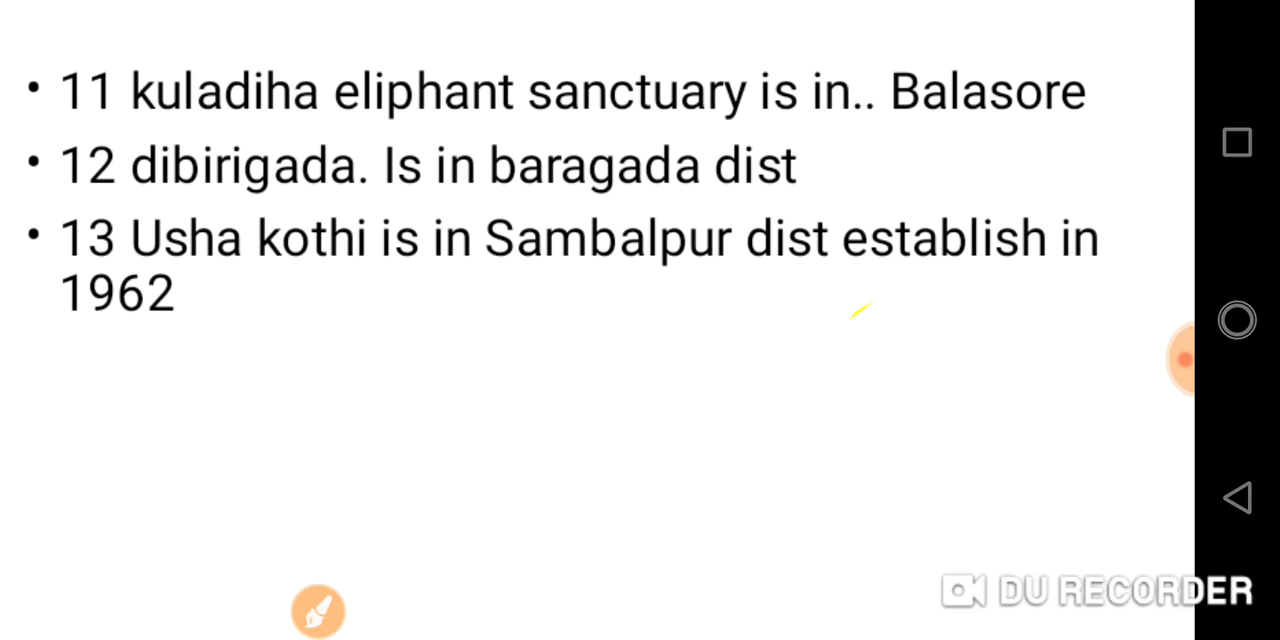 • 11 kuladiha eliphant sanctuary is in.. Balasore
• 12 dibirigada. Is in baragada dist
• 13 Usha kothi is in Sambalpur dist establish in
1962
DU RECORDER